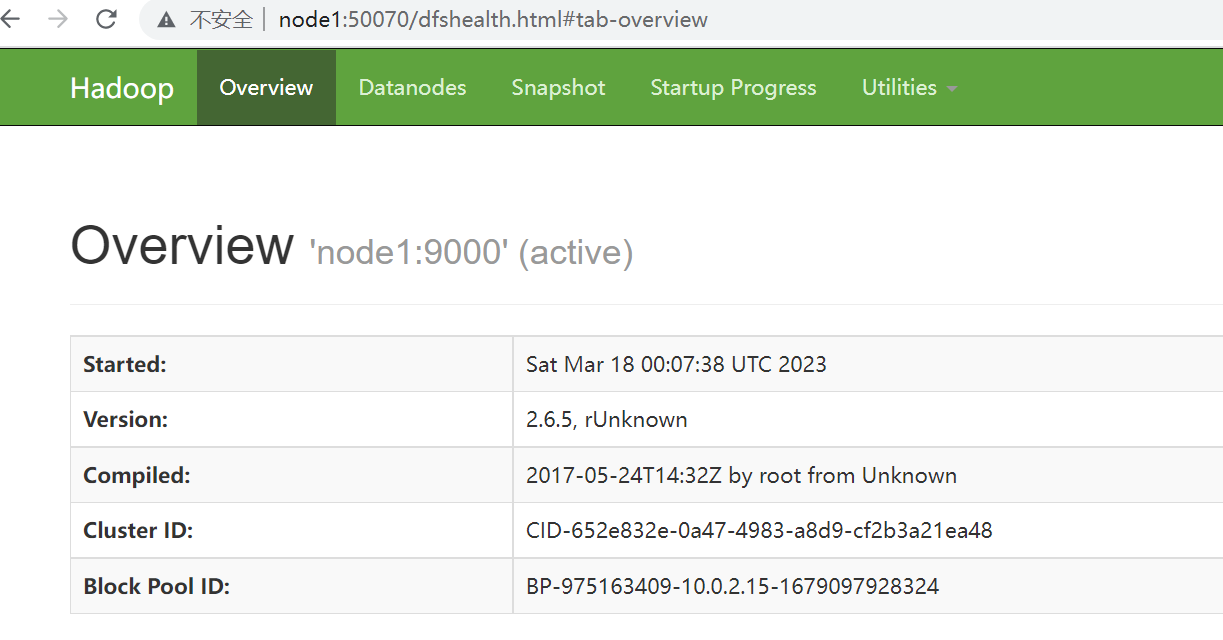 不安全 node1:50070/dfshealth.html#tab-overview
Hadoop Overview Datanodes Snapshot Startup Progress Utilities
Overview 'node1:9000' (active)
Started: Sat Mar 18 00:07:38 UTC 2023
Version: 2.6.5, rUnknown
Compiled: 2017-05-24T14:32Z by root from Unknown
Cluster ID: CID-652e832e-0a47-4983-a8d9-cf2b3a21ea48
Block Pool ID: BP-975163409-10.0.2.15-1679097928324